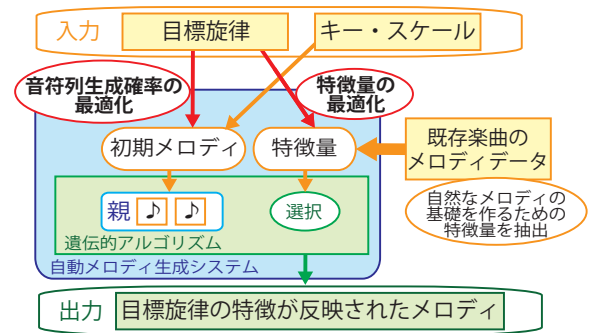 入力 目標旋律 キー・スケール
音符列生成確率の
最適化
特徴量の
最適化
初期メロディ 特徴量
既存楽曲の
メロディデータ
自然なメロディの
基礎を作るための
特徴量を抽出
親 ♪ ♪ 選択
遺伝的アルゴリズム
自動メロディ生成システム
出力 目標旋律の特徴が反映されたメロディ